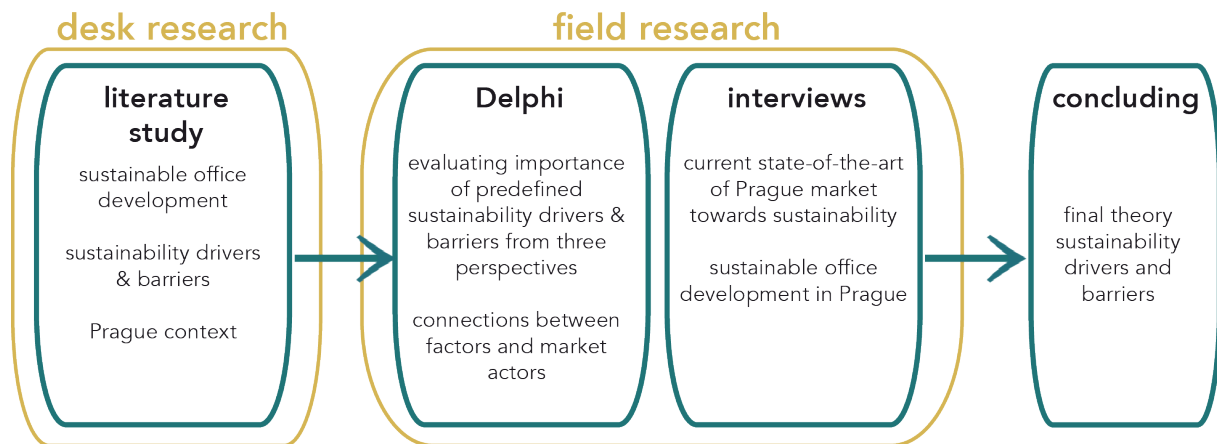 desk research
field research
literature
study
sustainable office
development
sustainability drivers
& barriers
Prague context
Delphi
evaluating importance
of predefined
sustainability drivers &
barriers from three
perspectives
connections between
factors and market
actors
interviews
current state-of-the-art
of Prague market
towards sustainability
sustainable office
development in Prague
concluding
final theory
sustainability
drivers and
barriers